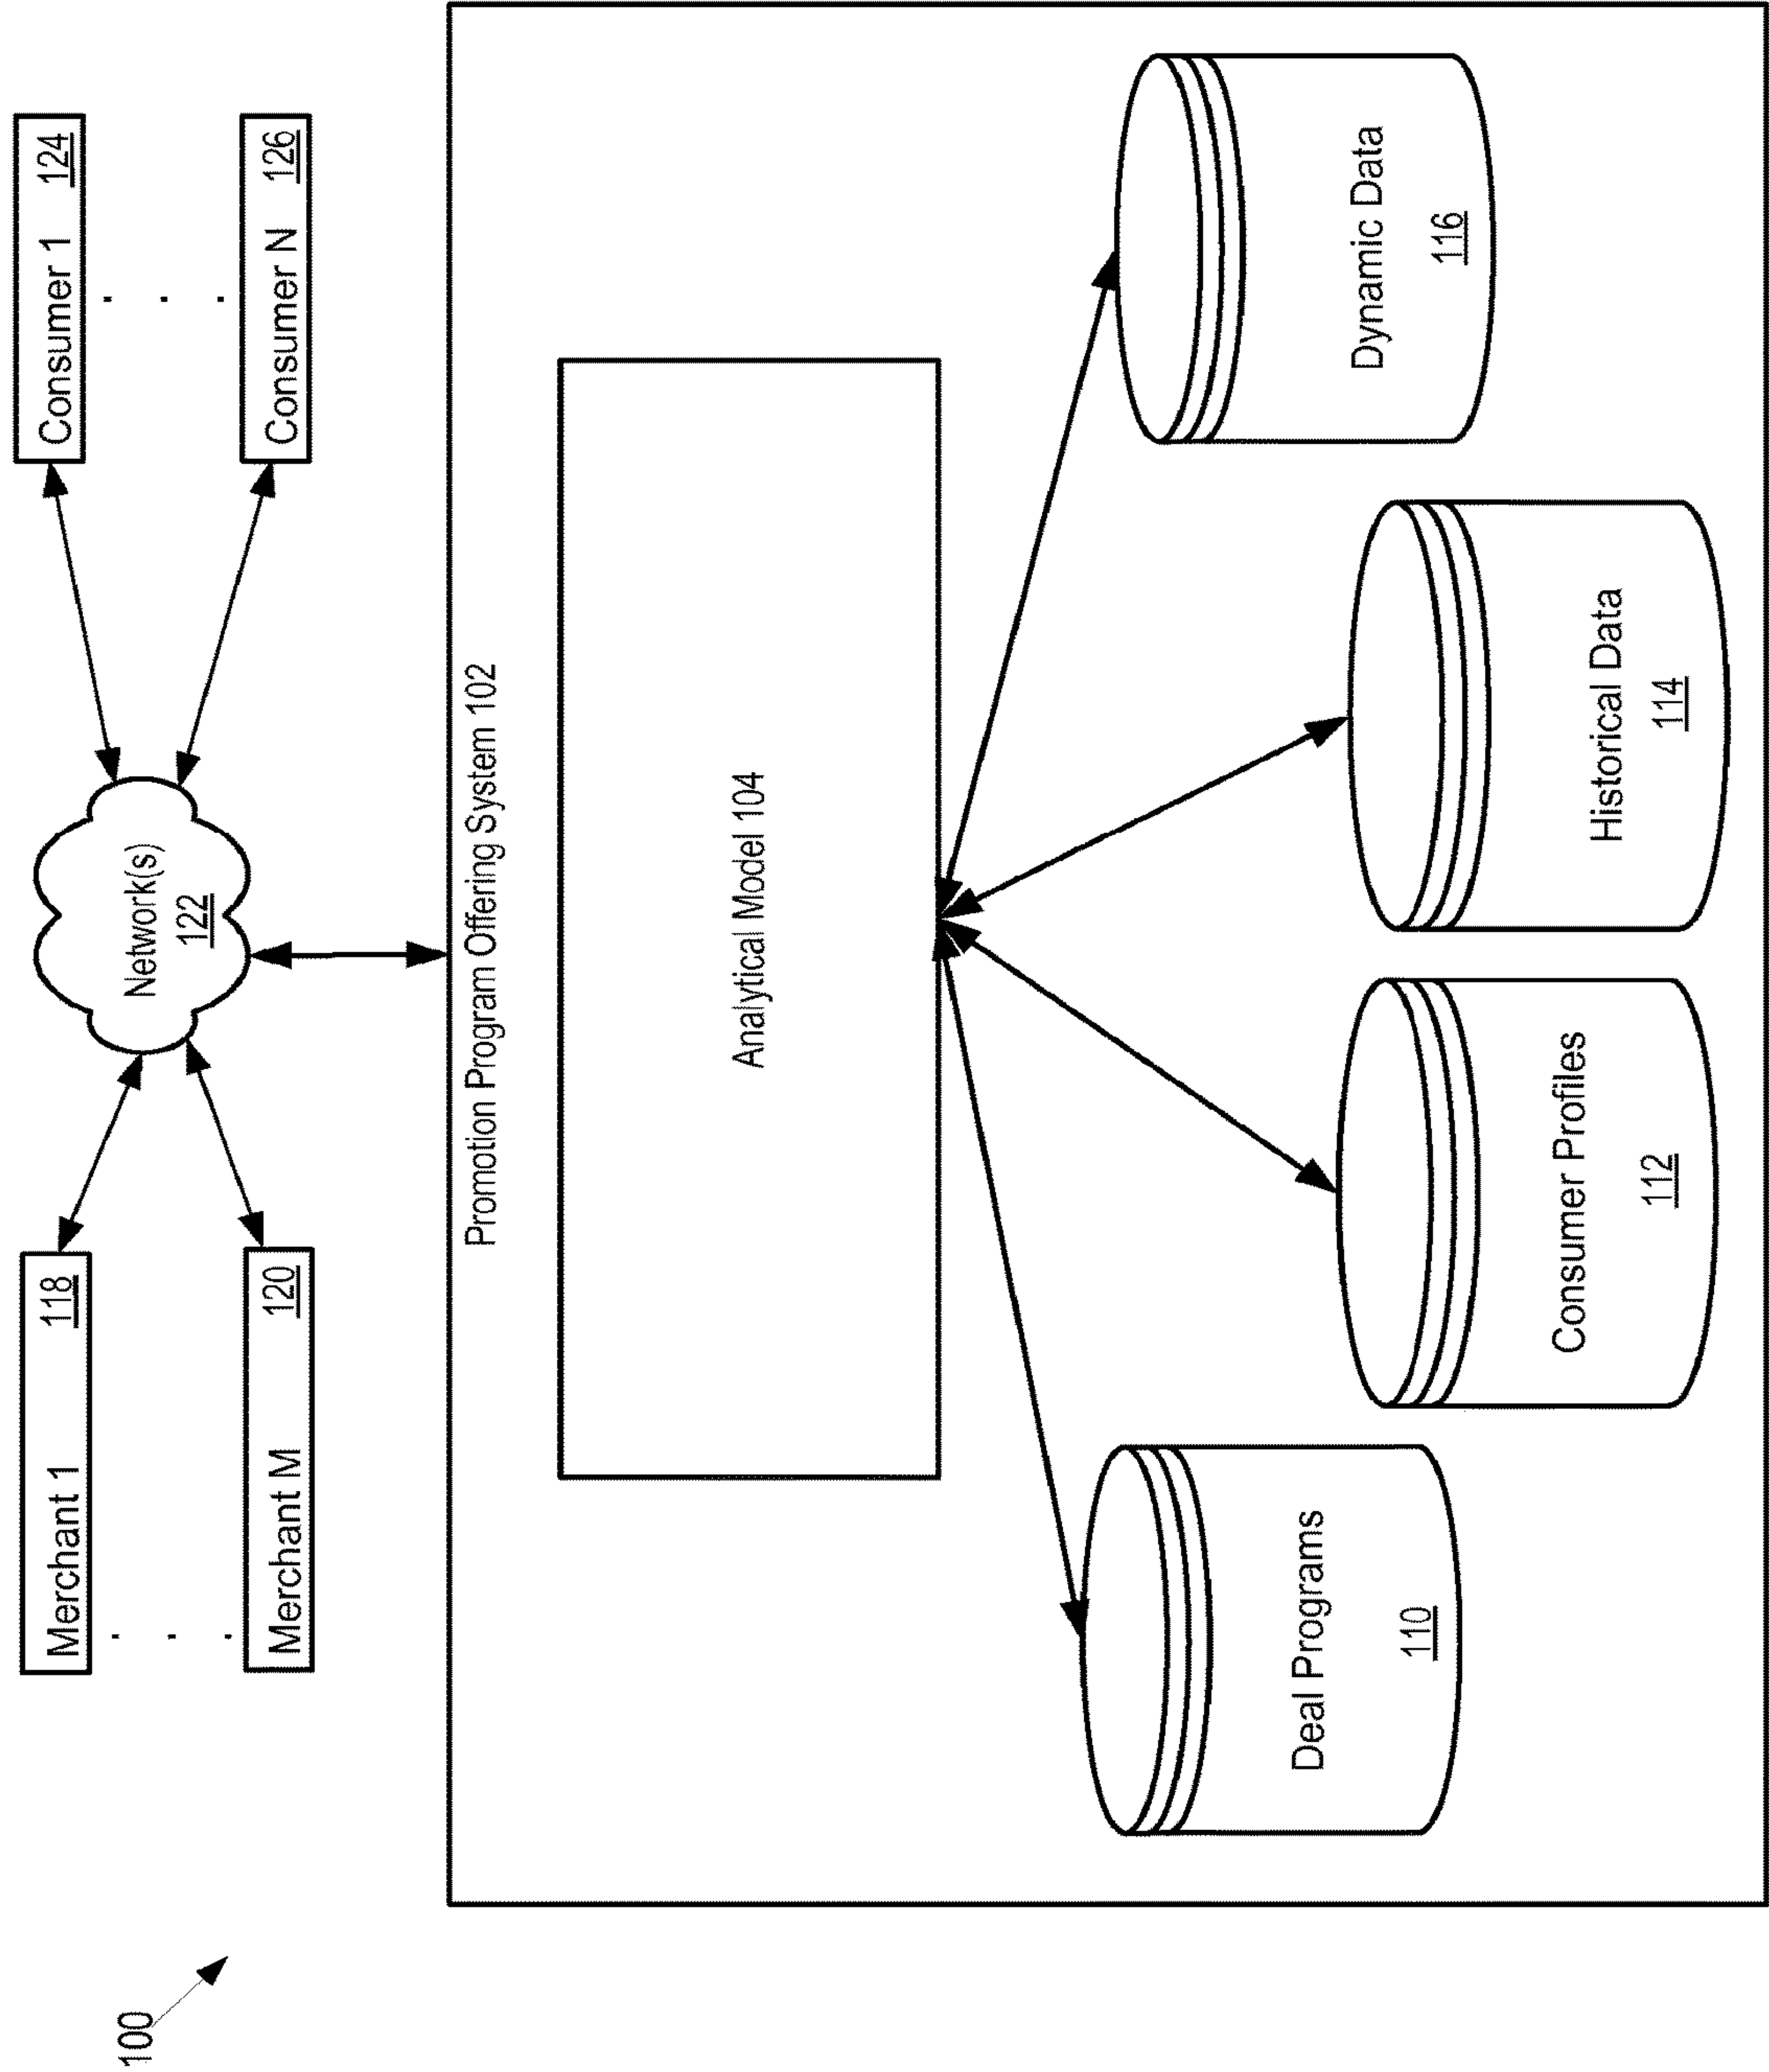 100
Merchant 1 118
. . .
Merchant M 120
Network(s)
122
Consumer 1 124
. . .
Consumer N 126
Promotion Program Offering System 102
Analytical Model 104
Deal Programs
110
Consumer Profiles
112
Historical Data
114
Dynamic Data
116